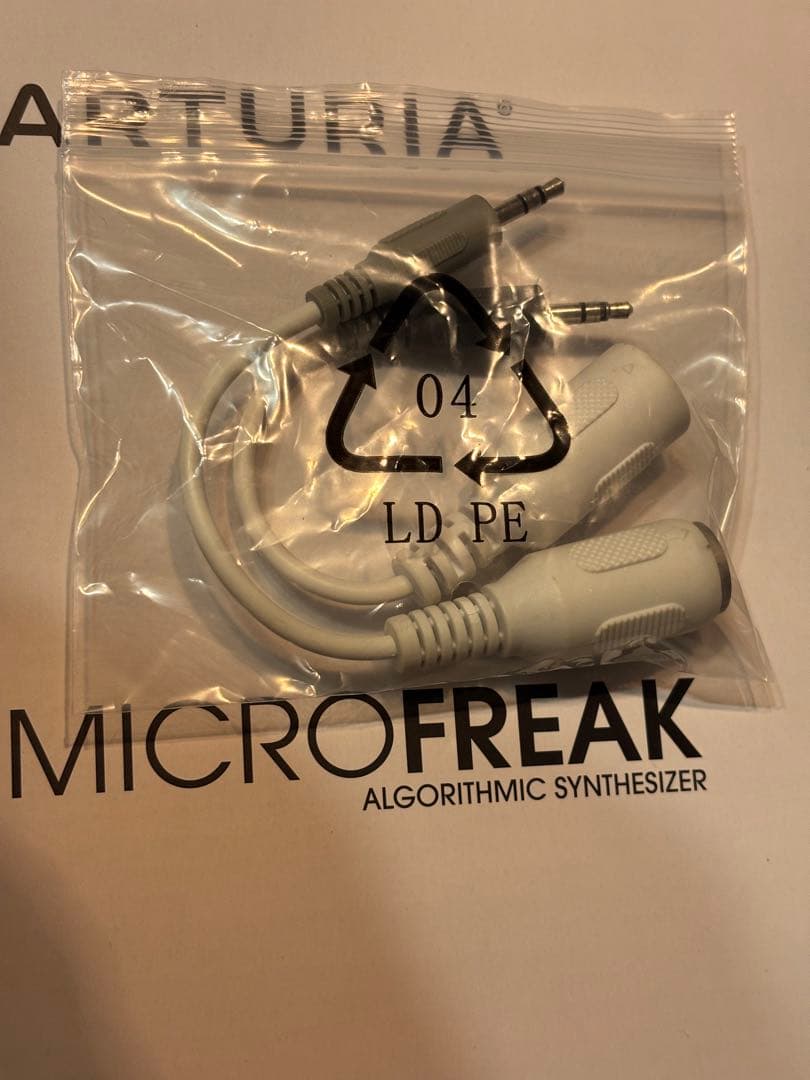 ARTURIA®
04
LD PE
MICROFREAK
ALGORITHMIC SYNTHESIZER